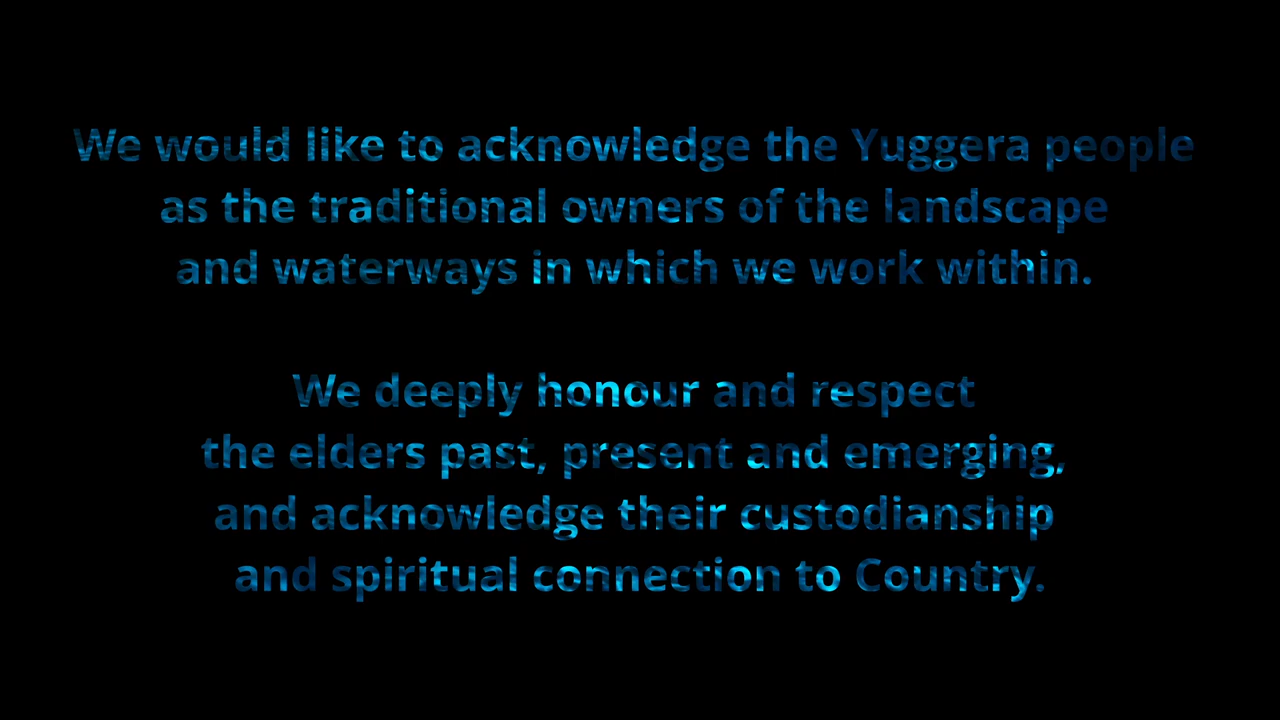 We would like to acknowledge the Yuggera people
as the traditional owners of the landscape
and waterways in which we work within.
We deeply honour and respect
the elders past, present and emerging,
and acknowledge their custodianship
and spiritual connection to Country.